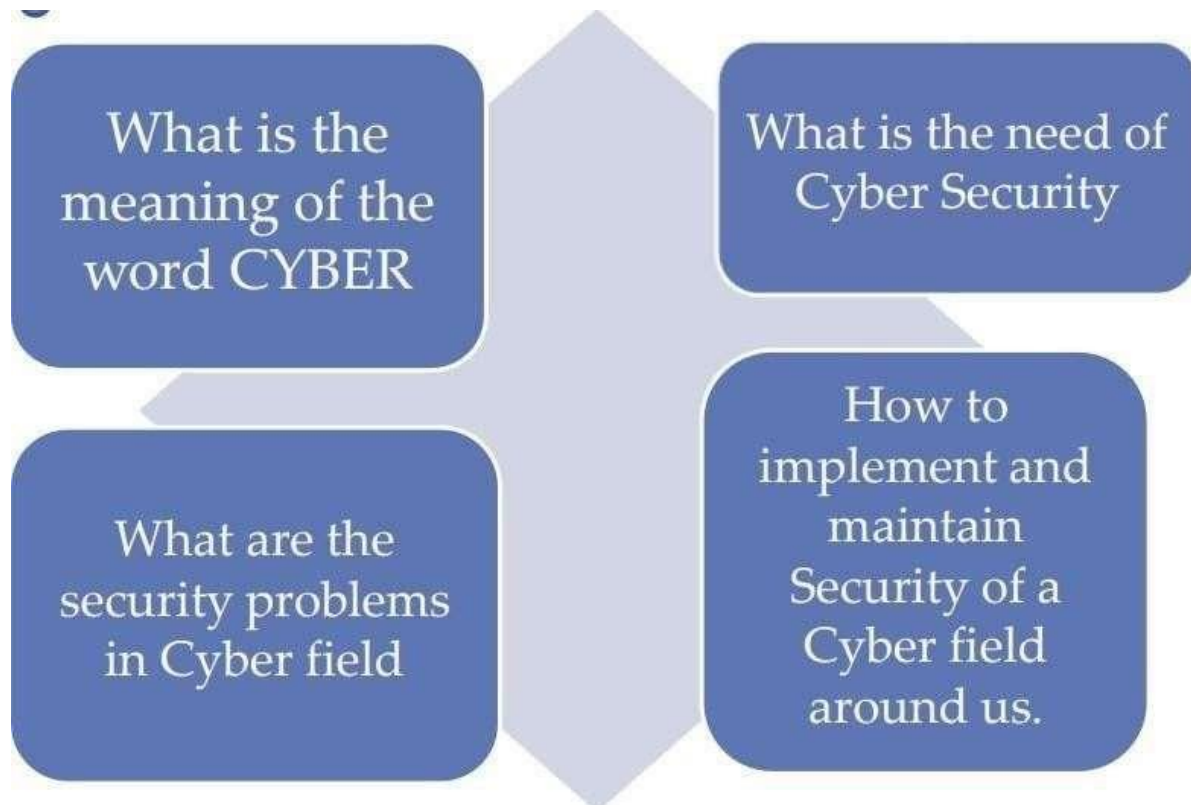 What is the
meaning of the
word CYBER
What is the need of
Cyber Security
What are the
security problems
in Cyber field
How to
implement and
maintain
Security of a
Cyber field
around us.